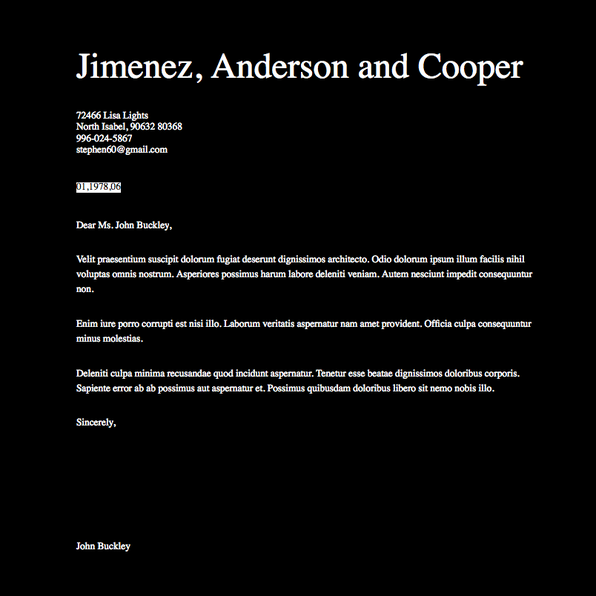 Jimenez, Anderson and Cooper
72466 Lisa Lights
North Isabel, 90632 80368
996-024-5867
stephen60@gmail.com
01,1978,06
Dear Ms. John Buckley,
Velit praesentium suscipit dolorum fugiat deserunt dignissimos architecto. Odio dolorum ipsum illum facilis nihil
voluptas omnis nostrum. Asperiores possimus harum labore deleniti veniam. Autem nesciunt impedit consequuntur
non.
Enim iure porro corrupti est nisi illo. Laborum veritatis aspernatur nam amet provident. Officia culpa consequuntur
minus molestias.
Deleniti culpa minima recusandae quod incidunt aspernatur. Tenetur esse beatae dignissimos doloribus corporis.
Sapiente error ab ab possimus aut aspernatur et. Possimus quibusdam doloribus libero sit nemo nobis illo.
Sincerely,
John Buckley